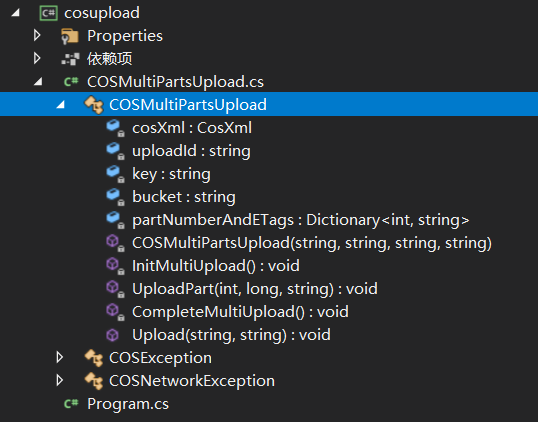 cosupload
Properties
依赖项
COSMultiPartsUpload.cs
COSMultiPartsUpload
cosXml : CosXml
uploadId : string
key : string
bucket : string
partNumberAndETags : Dictionary<int, string>
COSMultiPartsUpload(string, string, string, string)
InitMultiUpload() : void
UploadPart(int, long, string) : void
CompleteMultiUpload() : void
Upload(string, string) : void
COSException
COSNetworkException
Program.cs